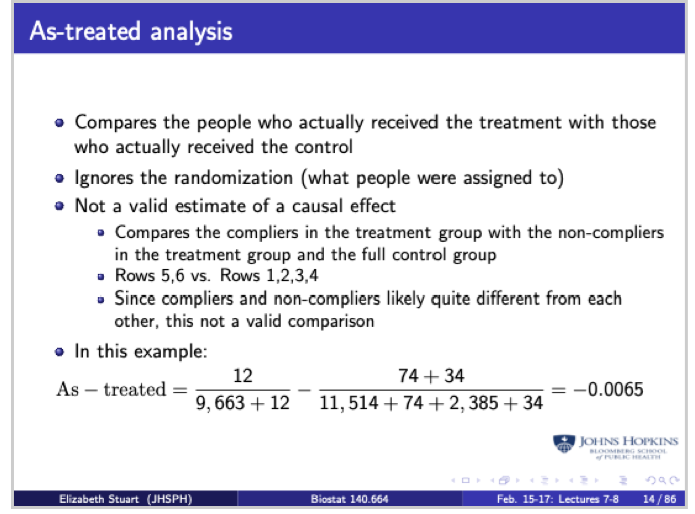 As-treated analysis
Compares the people who actually received the treatment with those
who actually received the control
Ignores the randomization (what people were assigned to)
Not a valid estimate of a causal effect
Compares the compliers in the treatment group with the non-compliers
in the treatment group and the full control group
Rows 5,6 vs. Rows 1,2,3,4
Since compliers and non-compliers likely quite different from each
other, this not a valid comparison
In this example:
As − treated = 12 / (9,663 + 12) − (74 + 34) / (11,514 + 74 + 2,385 + 34) = −0.0065
JOHNS HOPKINS
BLOOMBERG SCHOOL
of PUBLIC HEALTH
Elizabeth Stuart (JHSPH) Biostat 140.664 Feb. 15-17: Lectures 7-8 14 / 86